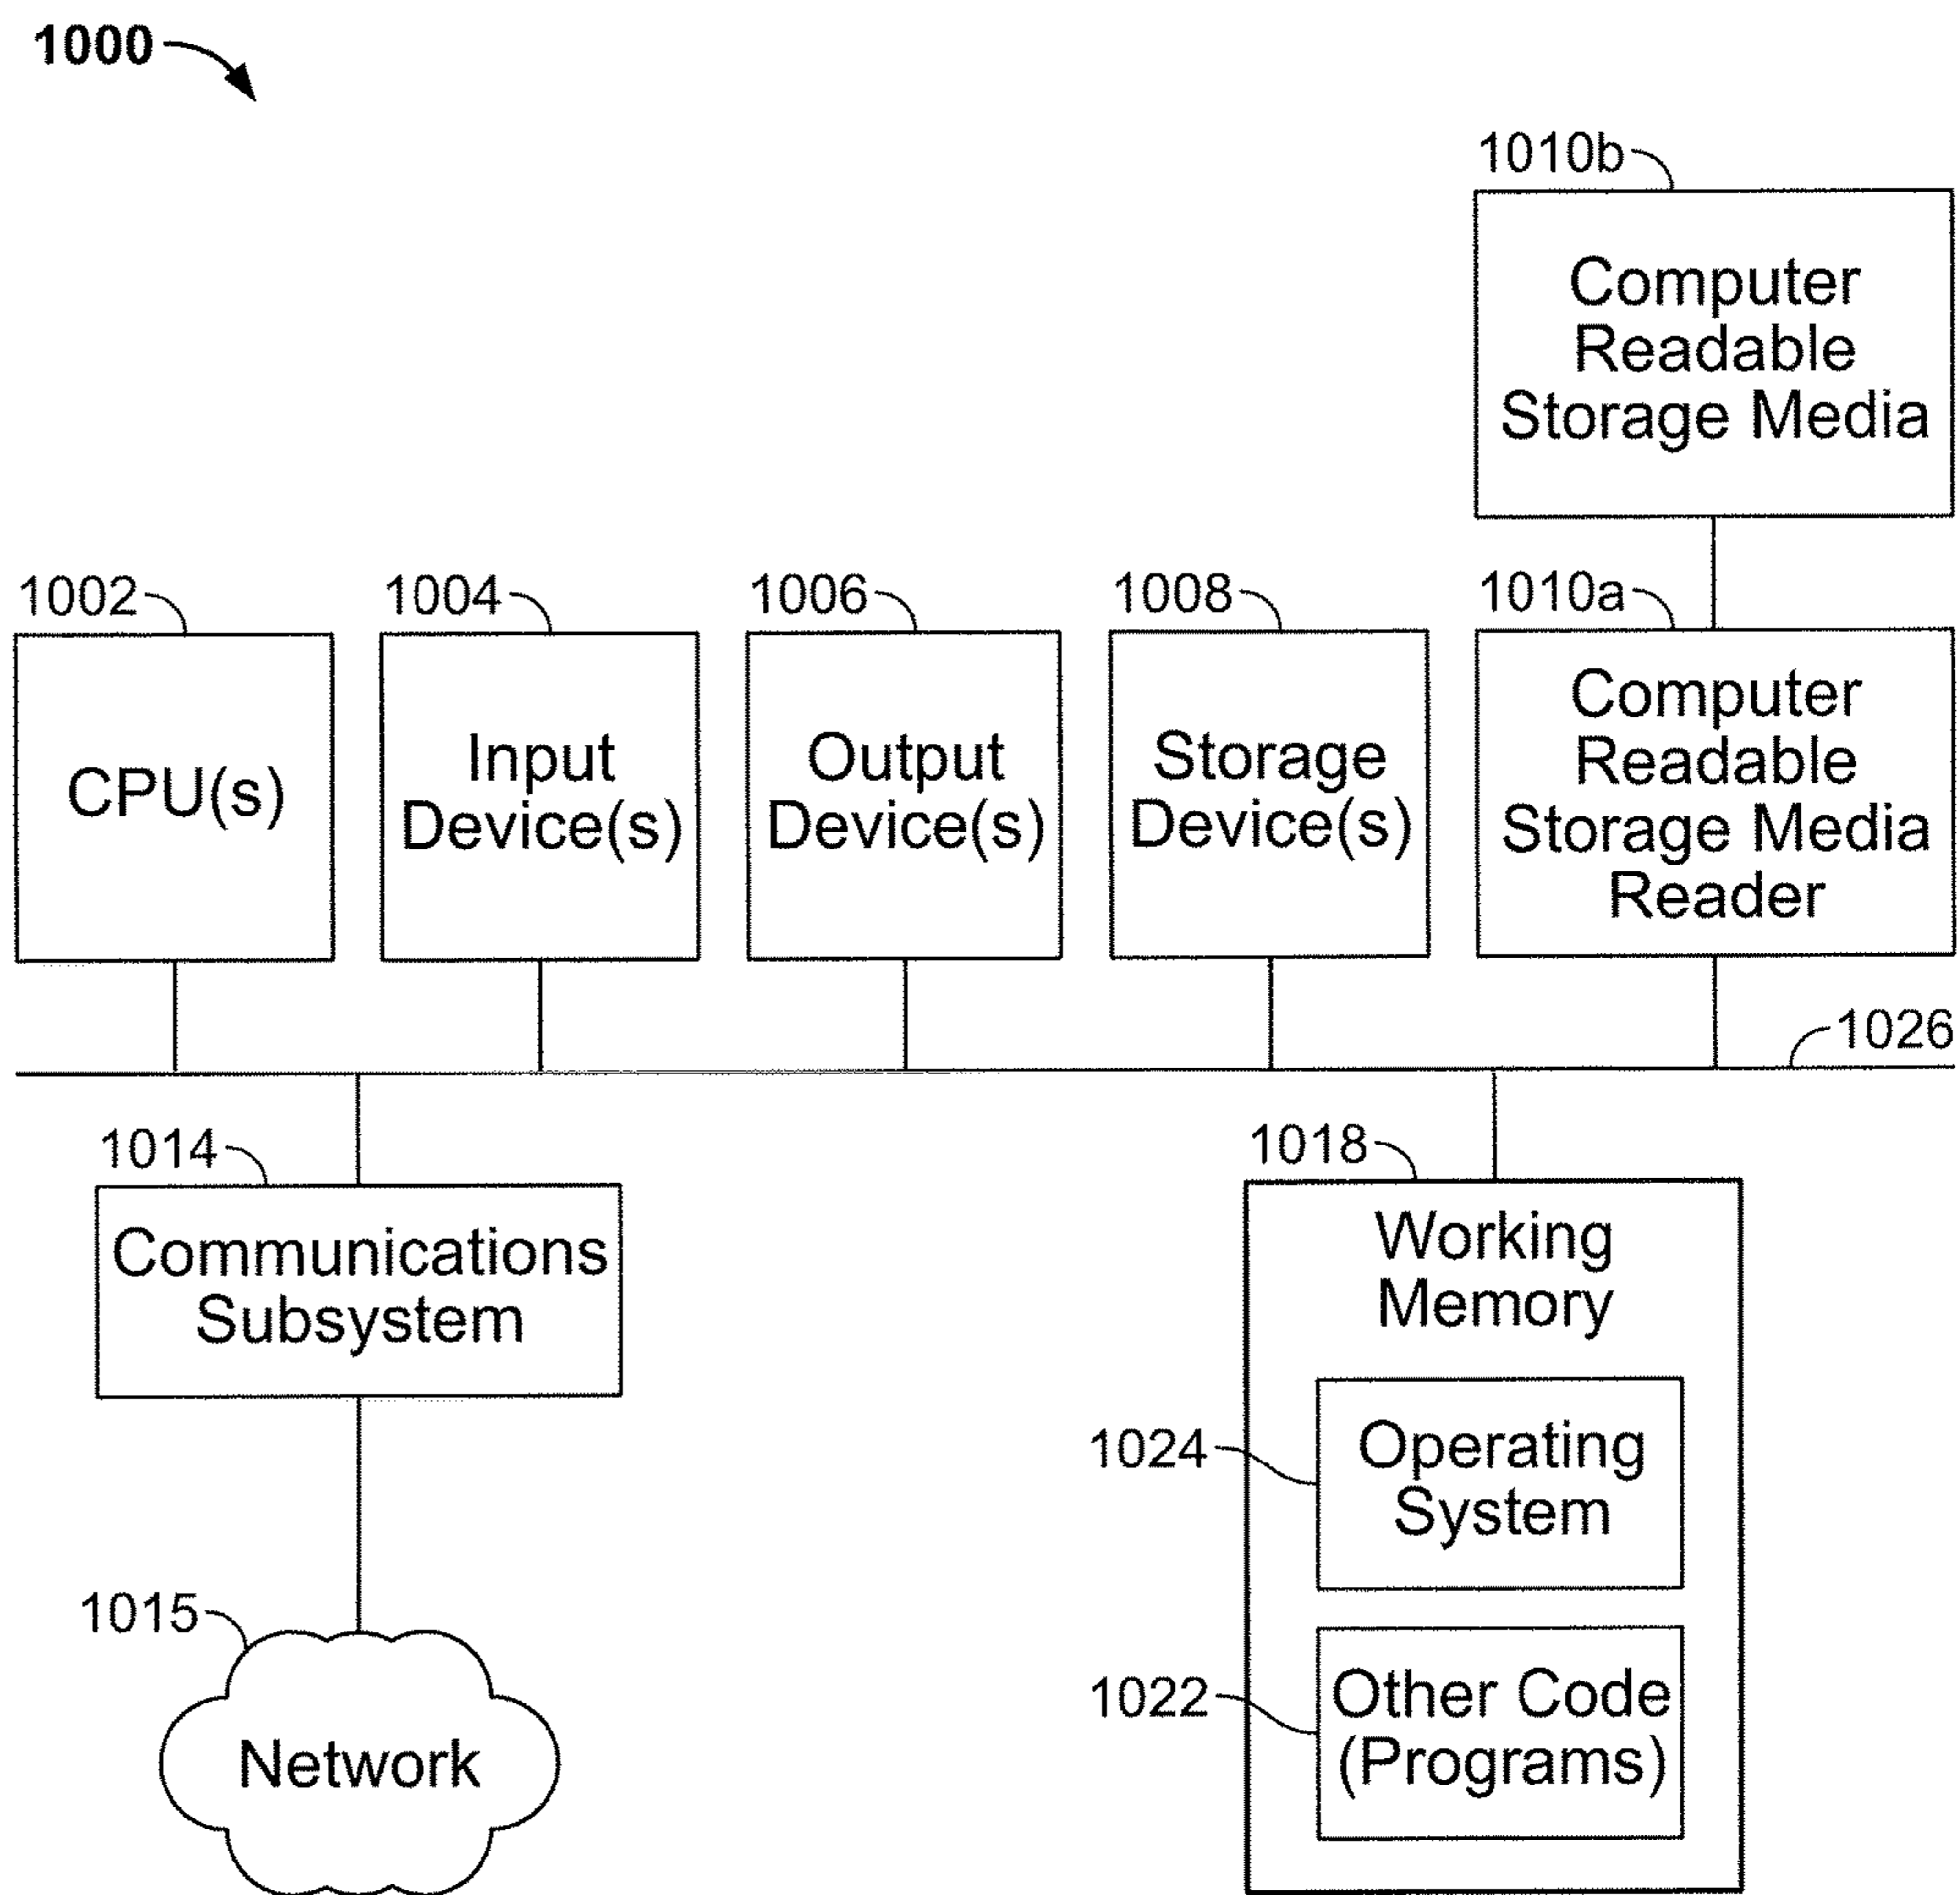 1000
1010b
Computer
Readable
Storage Media
1002
1004
1006
1008
1010a
CPU(s)
Input
Device(s)
Output
Device(s)
Storage
Device(s)
Computer
Readable
Storage Media
Reader
1026
1014
Communications
Subsystem
1018
Working
Memory
1024
Operating
System
1015
Network
1022
Other Code
(Programs)